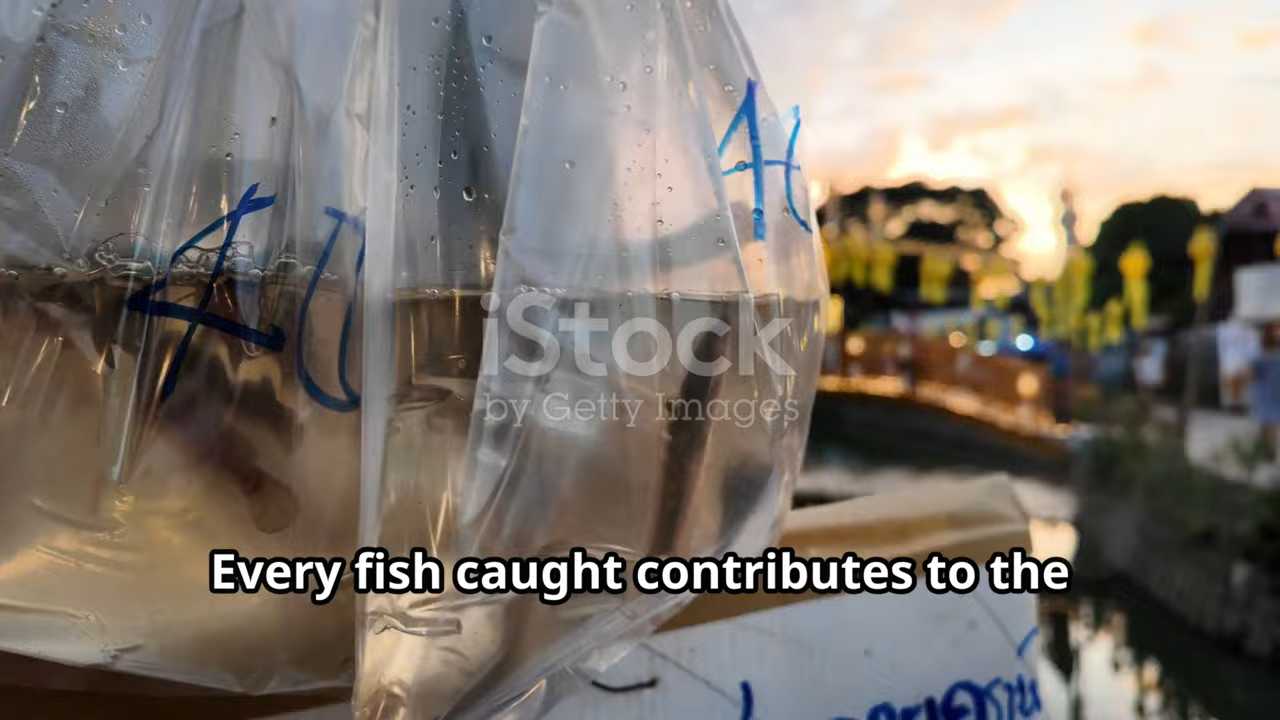 40
40
iStock
by Getty Images
Every fish caught contributes to the